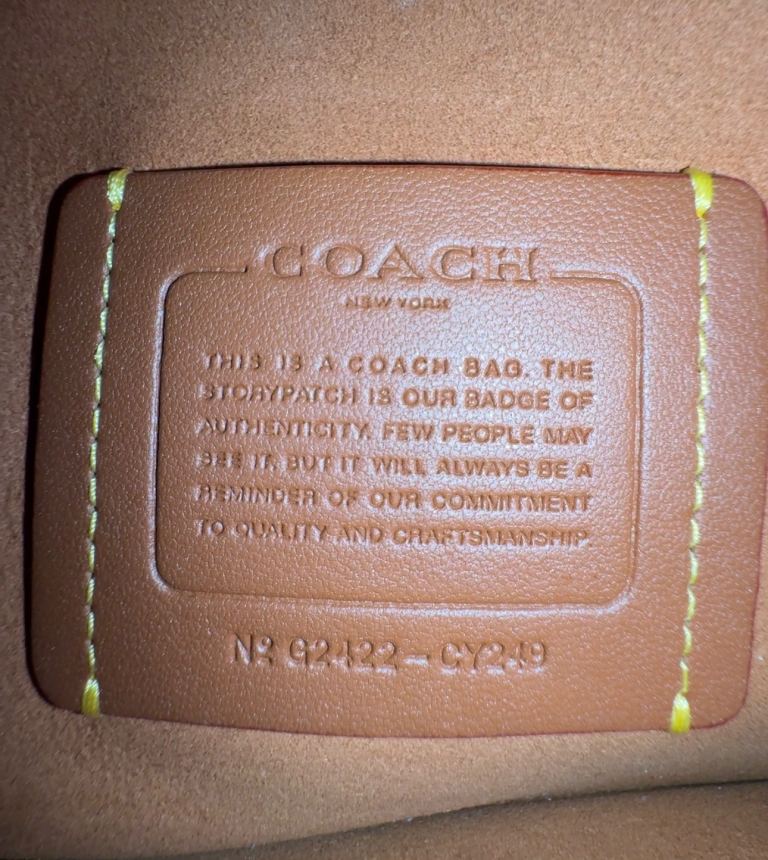 COACH
NEW YORK
THIS IS A COACH BAG. THE
STORYPATCH IS OUR BADGE OF
AUTHENTICITY. FEW PEOPLE MAY
SEE IT. BUT IT WILL ALWAYS BE A
REMINDER OF OUR COMMITMENT
TO QUALITY AND CRAFTSMANSHIP.
Nº G2422-CY249